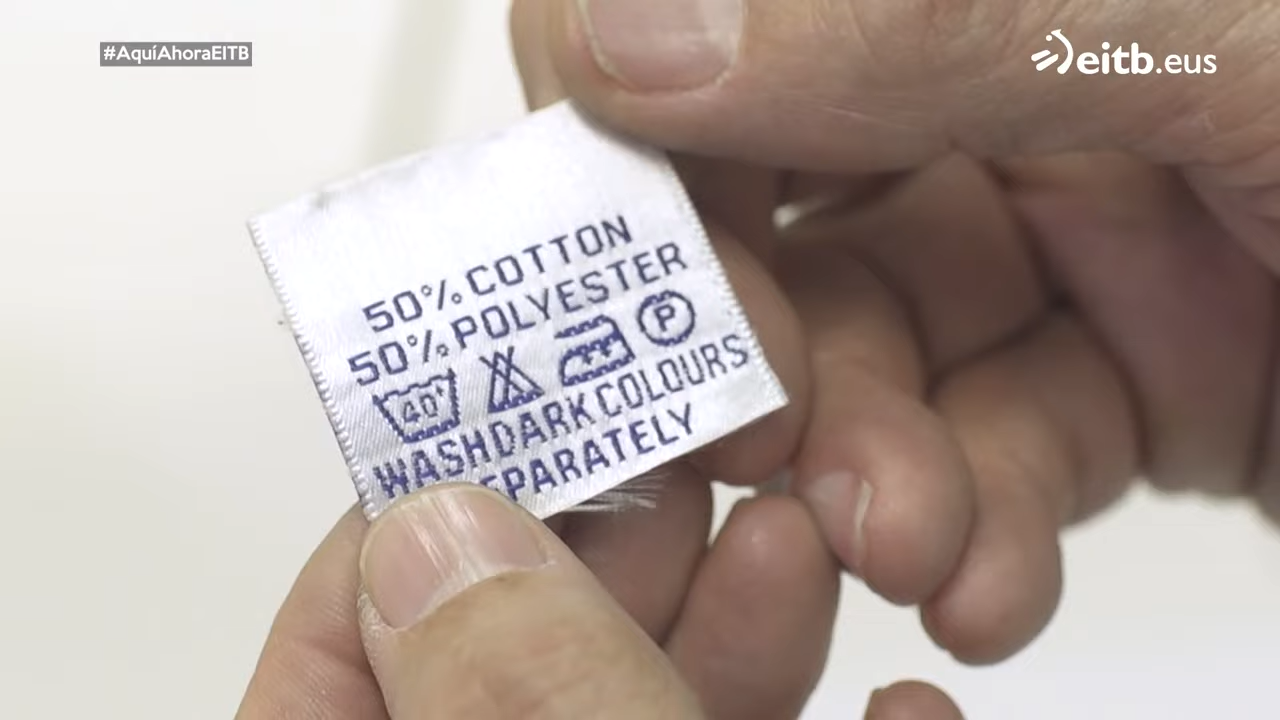 #AquíAhoraEITB
eitb.eus
50% COTTON
50% POLYESTER
40° P
WASH DARK COLOURS
EPARATELY